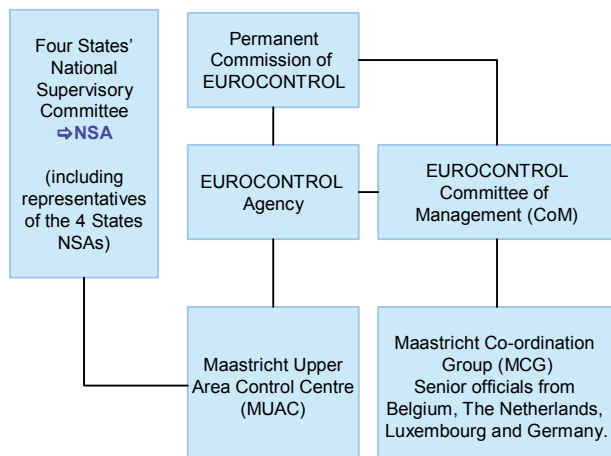 Four States'
National
Supervisory
Committee
⇨NSA
(including
representatives
of the 4 States
NSAs)
Permanent
Commission of
EUROCONTROL
EUROCONTROL
Agency
EUROCONTROL
Committee of
Management (CoM)
Maastricht Upper
Area Control Centre
(MUAC)
Maastricht Co-ordination
Group (MCG)
Senior officials from
Belgium, The Netherlands,
Luxembourg and Germany.